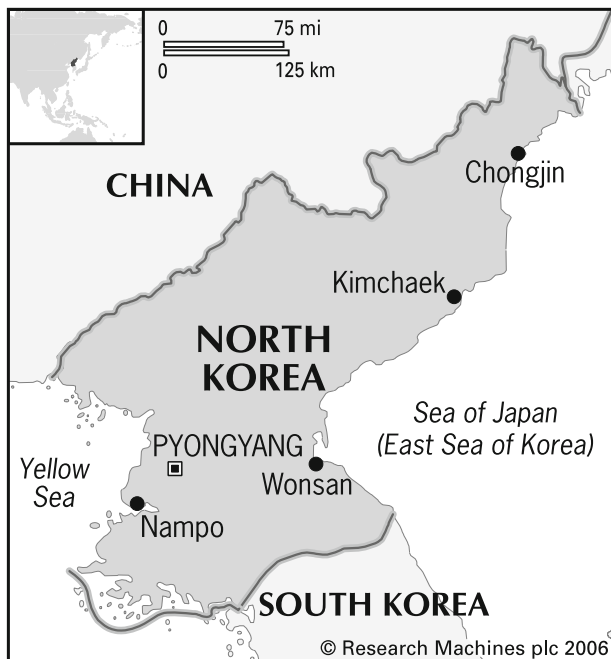 0 75 mi
0 125 km
CHINA
Chongjin
Kimchaek
NORTH
KOREA
Sea of Japan
(East Sea of Korea)
PYONGYANG
Yellow
Sea
Wonsan
Nampo
SOUTH KOREA
© Research Machines plc 2006